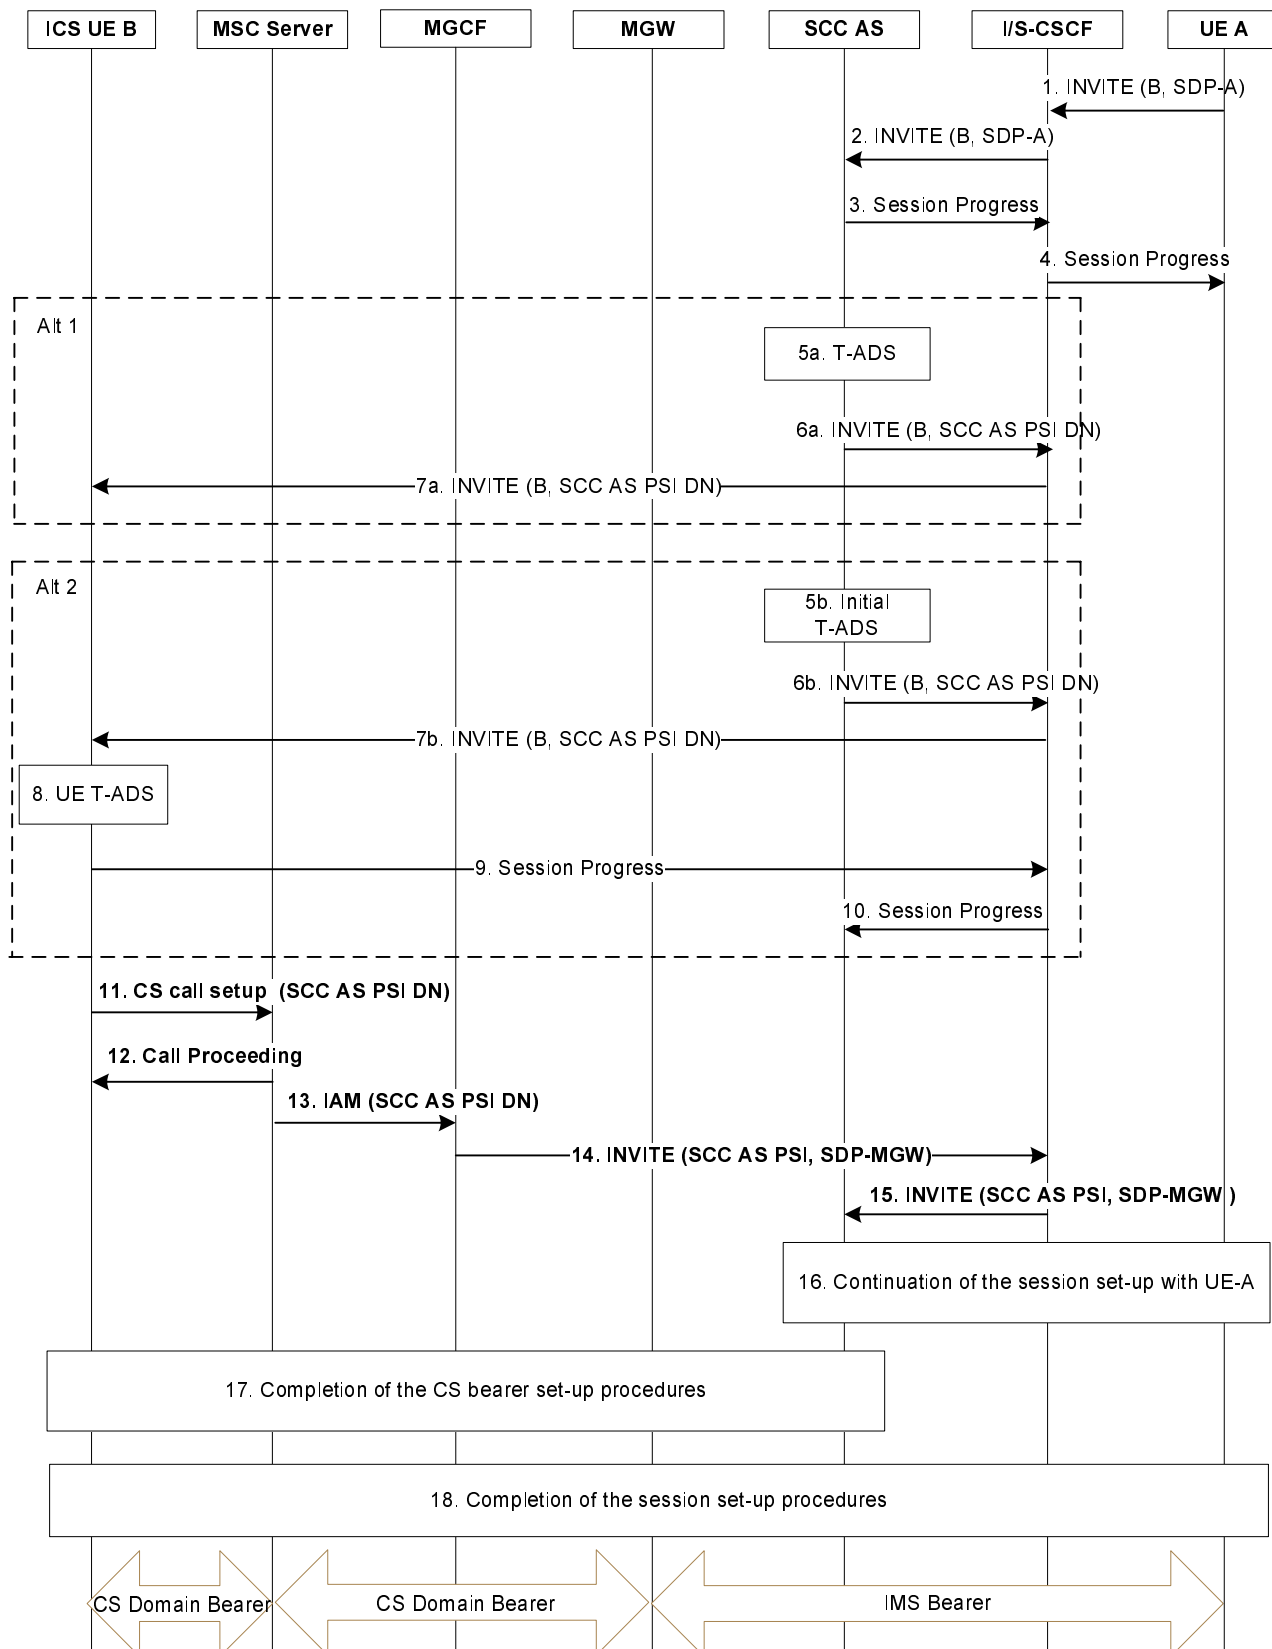 ICS UE B
MSC Server
MGCF
MGW
SCC AS
I/S-CSCF
UE A
1. INVITE (B, SDP-A)
2. INVITE (B, SDP-A)
3. Session Progress
4. Session Progress
Alt 1
5a. T-ADS
6a. INVITE (B, SCC AS PSI DN)
7a. INVITE (B, SCC AS PSI DN)
Alt 2
5b. Initial
T-ADS
6b. INVITE (B, SCC AS PSI DN)
7b. INVITE (B, SCC AS PSI DN)
8. UE T-ADS
9. Session Progress
10. Session Progress
11. CS call setup (SCC AS PSI DN)
12. Call Proceeding
13. IAM (SCC AS PSI DN)
14. INVITE (SCC AS PSI, SDP-MGW)
15. INVITE (SCC AS PSI, SDP-MGW )
16. Continuation of the session set-up with UE-A
17. Completion of the CS bearer set-up procedures
18. Completion of the session set-up procedures
CS Domain Bearer
CS Domain Bearer
IMS Bearer